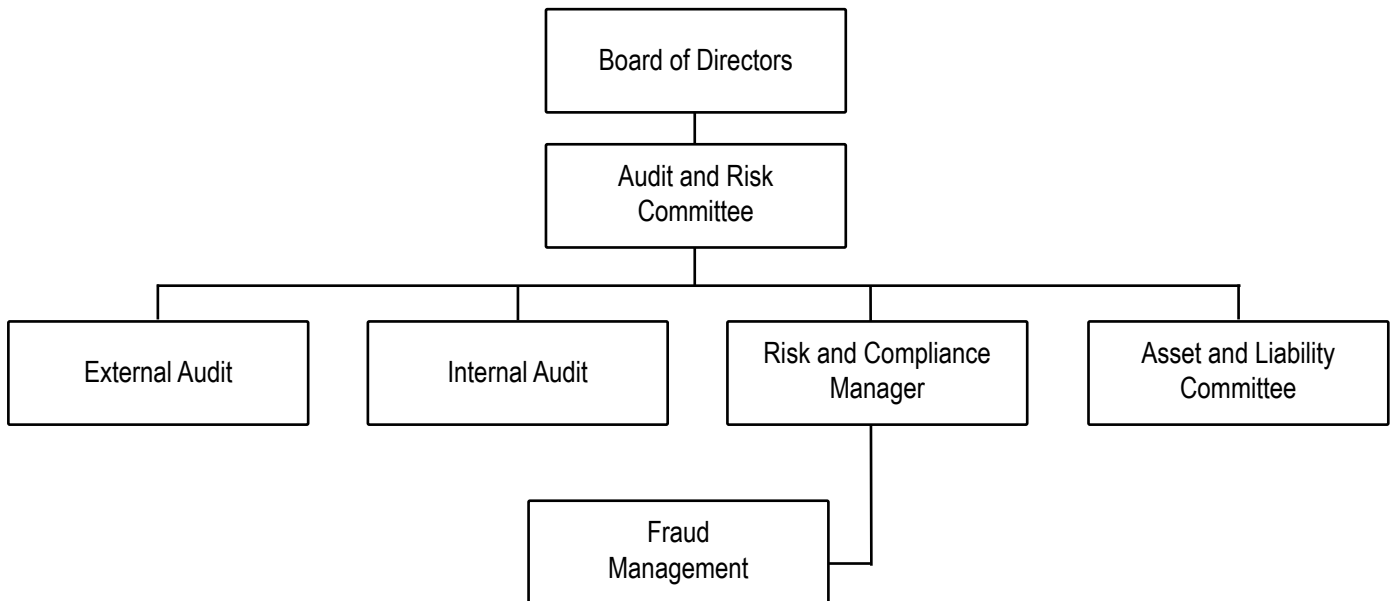 Board of Directors
Audit and Risk
Committee
External Audit
Internal Audit
Risk and Compliance
Manager
Asset and Liability
Committee
Fraud
Management